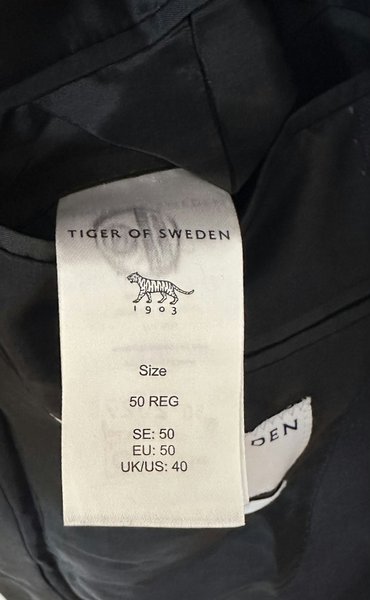 TIGER OF SWEDEN
1903
Size
50 REG
SE: 50
EU: 50
UK/US: 40
DEN